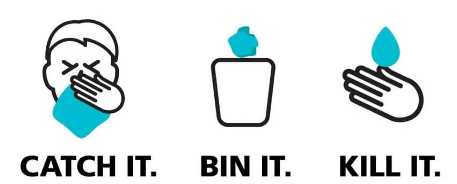 CATCH IT. BIN IT. KILL IT.